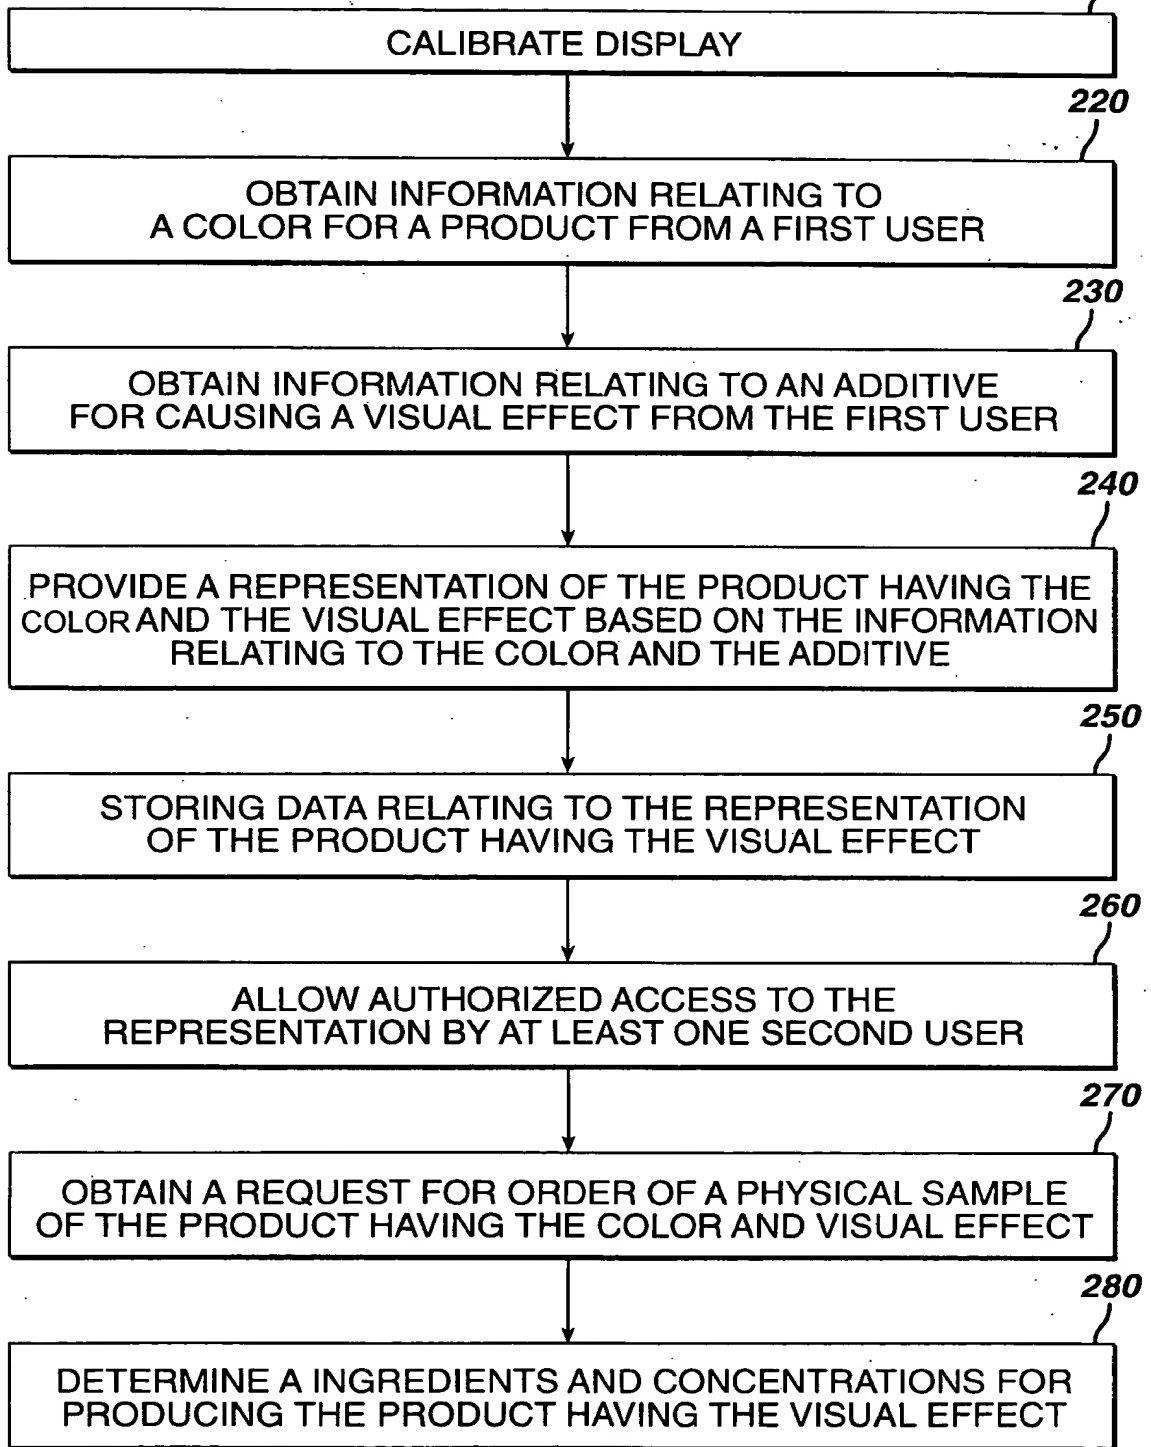 CALIBRATE DISPLAY
220
OBTAIN INFORMATION RELATING TO
A COLOR FOR A PRODUCT FROM A FIRST USER
230
OBTAIN INFORMATION RELATING TO AN ADDITIVE
FOR CAUSING A VISUAL EFFECT FROM THE FIRST USER
240
PROVIDE A REPRESENTATION OF THE PRODUCT HAVING THE
COLOR AND THE VISUAL EFFECT BASED ON THE INFORMATION
RELATING TO THE COLOR AND THE ADDITIVE
250
STORING DATA RELATING TO THE REPRESENTATION
OF THE PRODUCT HAVING THE VISUAL EFFECT
260
ALLOW AUTHORIZED ACCESS TO THE
REPRESENTATION BY AT LEAST ONE SECOND USER
270
OBTAIN A REQUEST FOR ORDER OF A PHYSICAL SAMPLE
OF THE PRODUCT HAVING THE COLOR AND VISUAL EFFECT
280
DETERMINE A INGREDIENTS AND CONCENTRATIONS FOR
PRODUCING THE PRODUCT HAVING THE VISUAL EFFECT